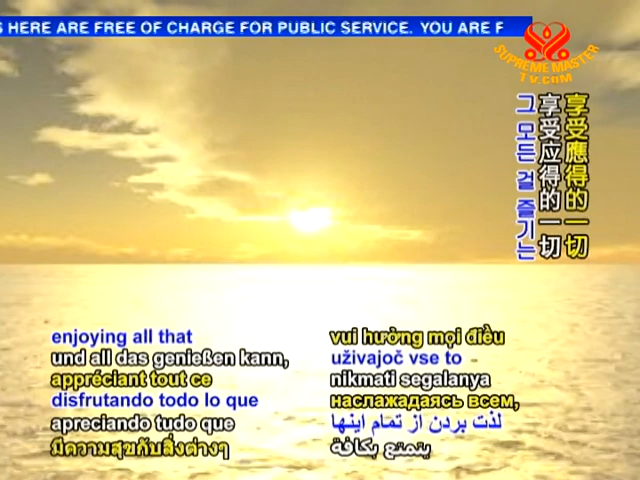 S HERE ARE FREE OF CHARGE FOR PUBLIC SERVICE. YOU ARE F
SUPREME MASTER
TV.COM
享受應得的一切
享受应得的一切
그 모든 걸 즐기는
enjoying all that
und all das genießen kann,
appréciant tout ce
disfrutando todo lo que
apreciando tudo que
มีความสุขกับสิ่งต่างๆ
vui hưởng mọi điều
uživajoč vse to
nikmati segalanya
наслаждаясь всем,
لذت بردن از تمام اینها
يتمتع بكافة